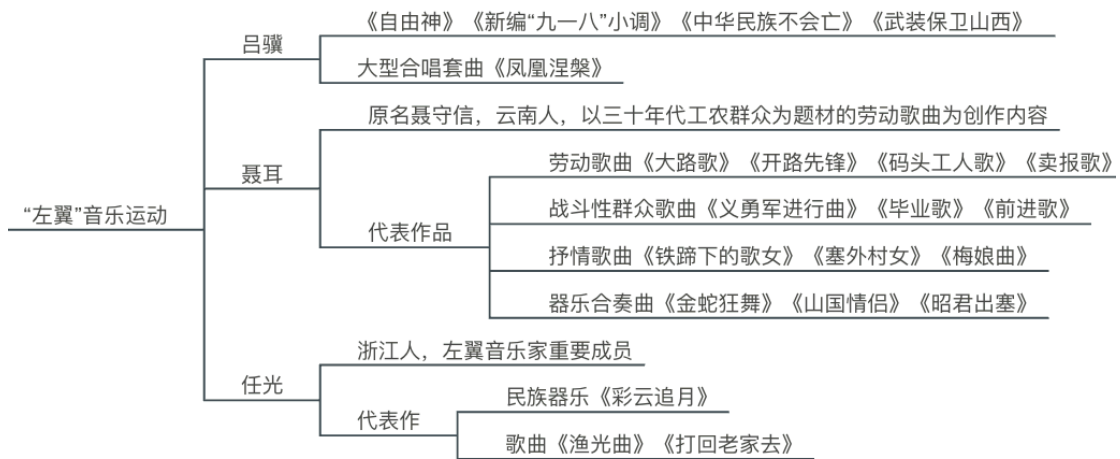 “左翼”音乐运动
吕骥
《自由神》《新编“九一八”小调》《中华民族不会亡》《武装保卫山西》
大型合唱套曲《凤凰涅槃》
聂耳
原名聂守信，云南人，以三十年代工农群众为题材的劳动歌曲为创作内容
代表作品
劳动歌曲《大路歌》《开路先锋》《码头工人歌》《卖报歌》
战斗性群众歌曲《义勇军进行曲》《毕业歌》《前进歌》
抒情歌曲《铁蹄下的歌女》《塞外村女》《梅娘曲》
器乐合奏曲《金蛇狂舞》《山国情侣》《昭君出塞》
任光
浙江人，左翼音乐家重要成员
代表作
民族器乐《彩云追月》
歌曲《渔光曲》《打回老家去》